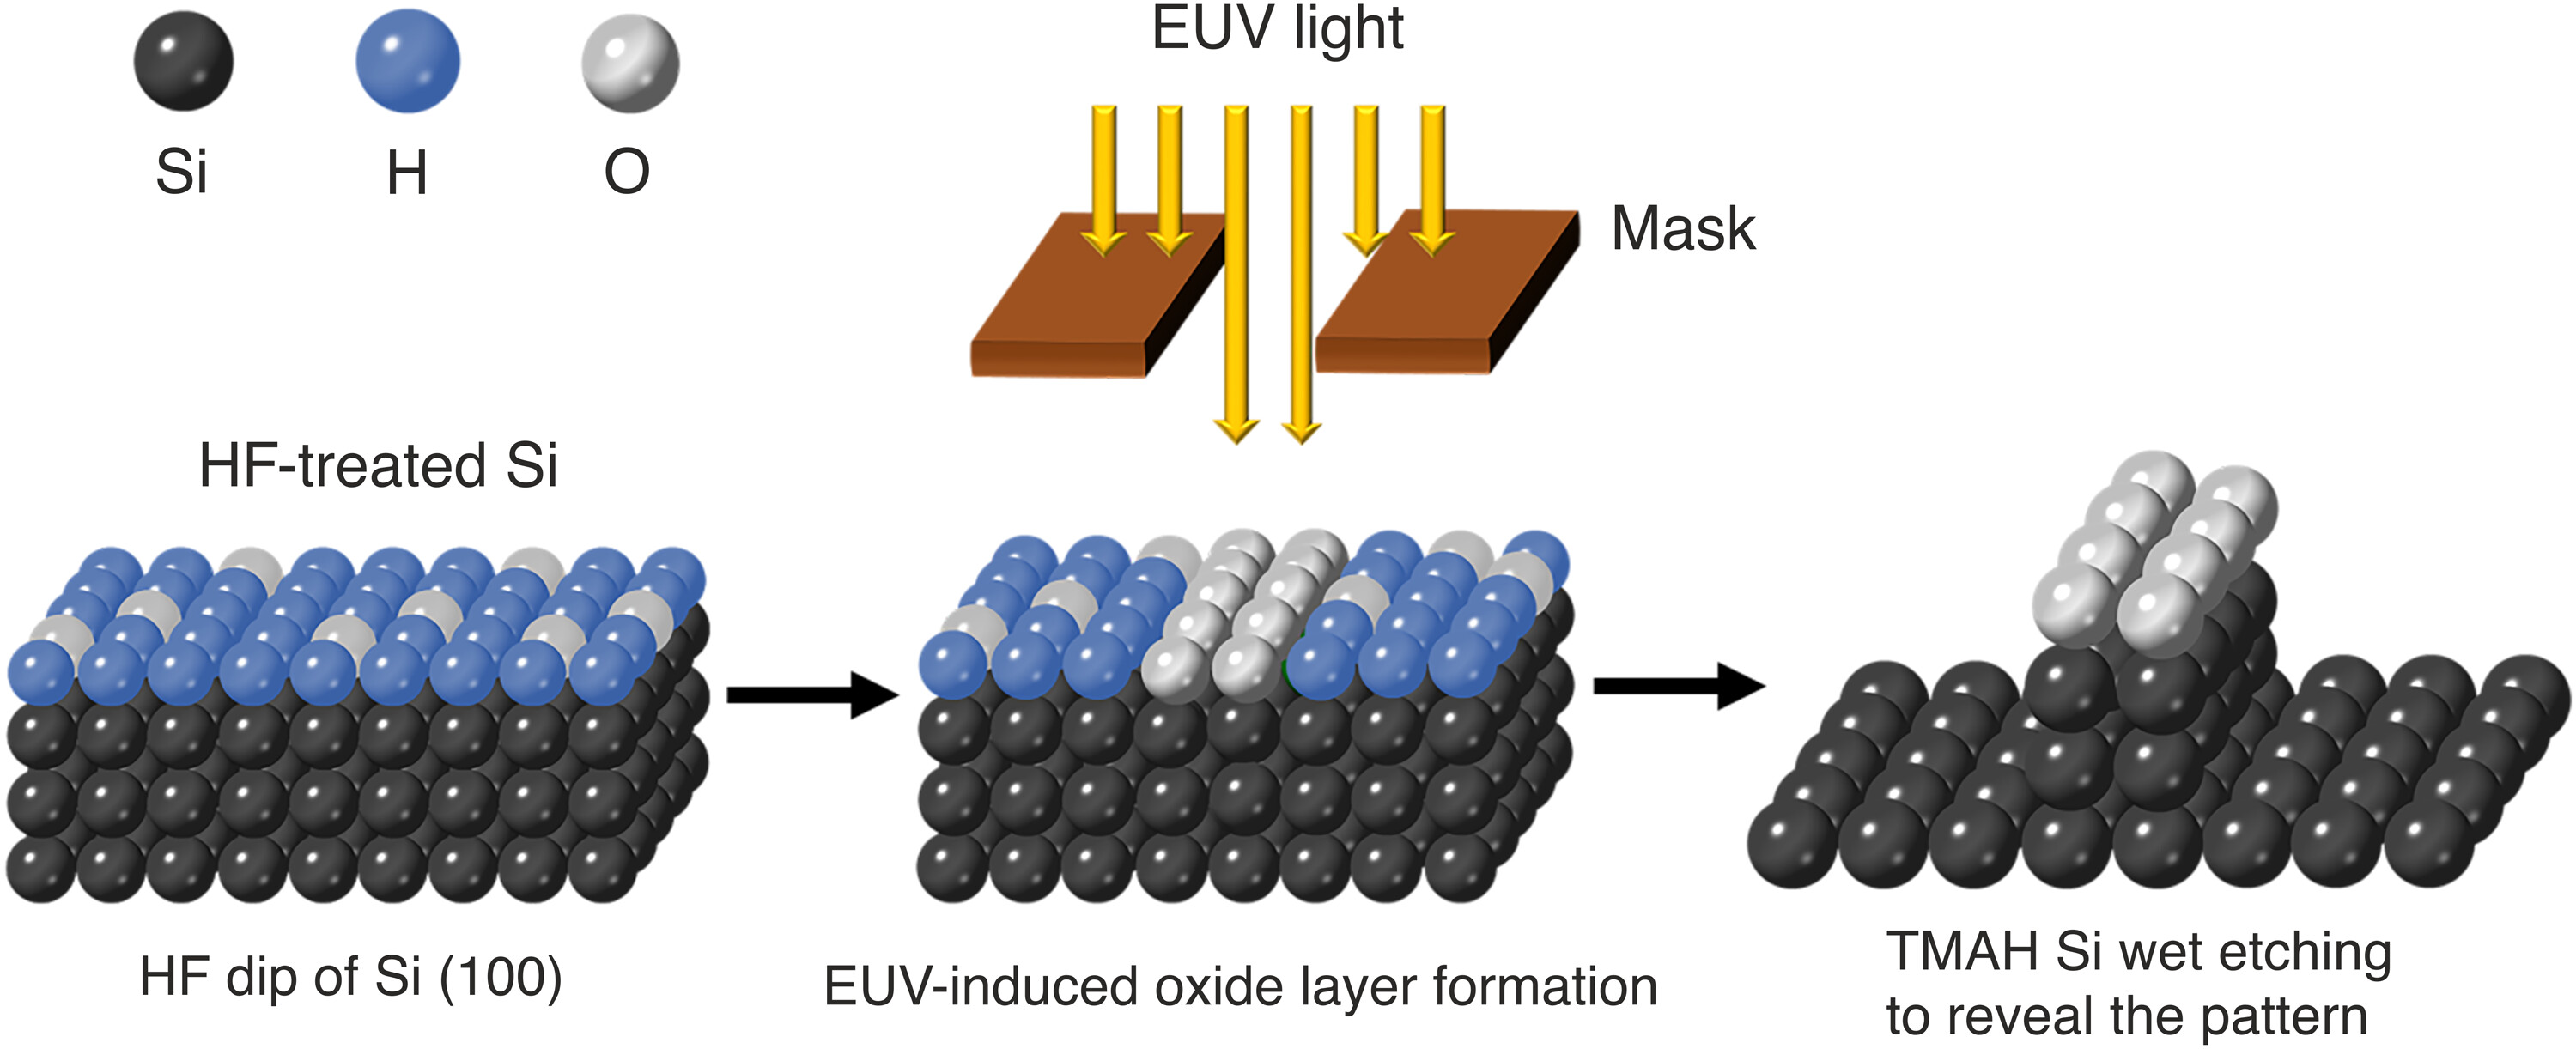 Si
H
O
EUV light
Mask
HF-treated Si
HF dip of Si (100)
EUV-induced oxide layer formation
TMAH Si wet etching
to reveal the pattern